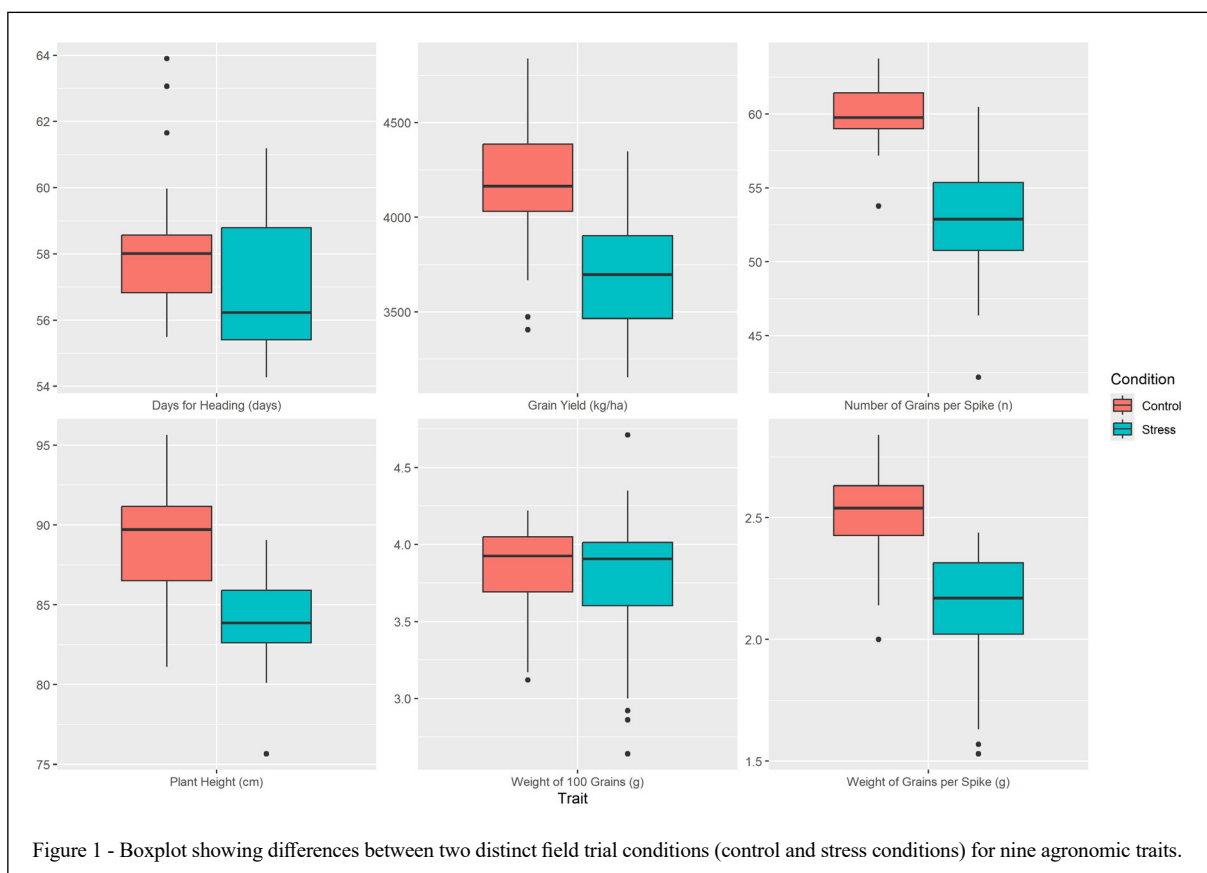 64
62
60
58
56
54
Days for Heading (days)
4500
4000
3500
Grain Yield (kg/ha)
60
55
50
45
Number of Grains per Spike (n)
Condition
Control
Stress
95
90
85
80
75
Plant Height (cm)
4.5
4.0
3.5
3.0
Weight of 100 Grains (g)
2.5
2.0
1.5
Weight of Grains per Spike (g)
Trait
Figure 1 - Boxplot showing differences between two distinct field trial conditions (control and stress conditions) for nine agronomic traits.